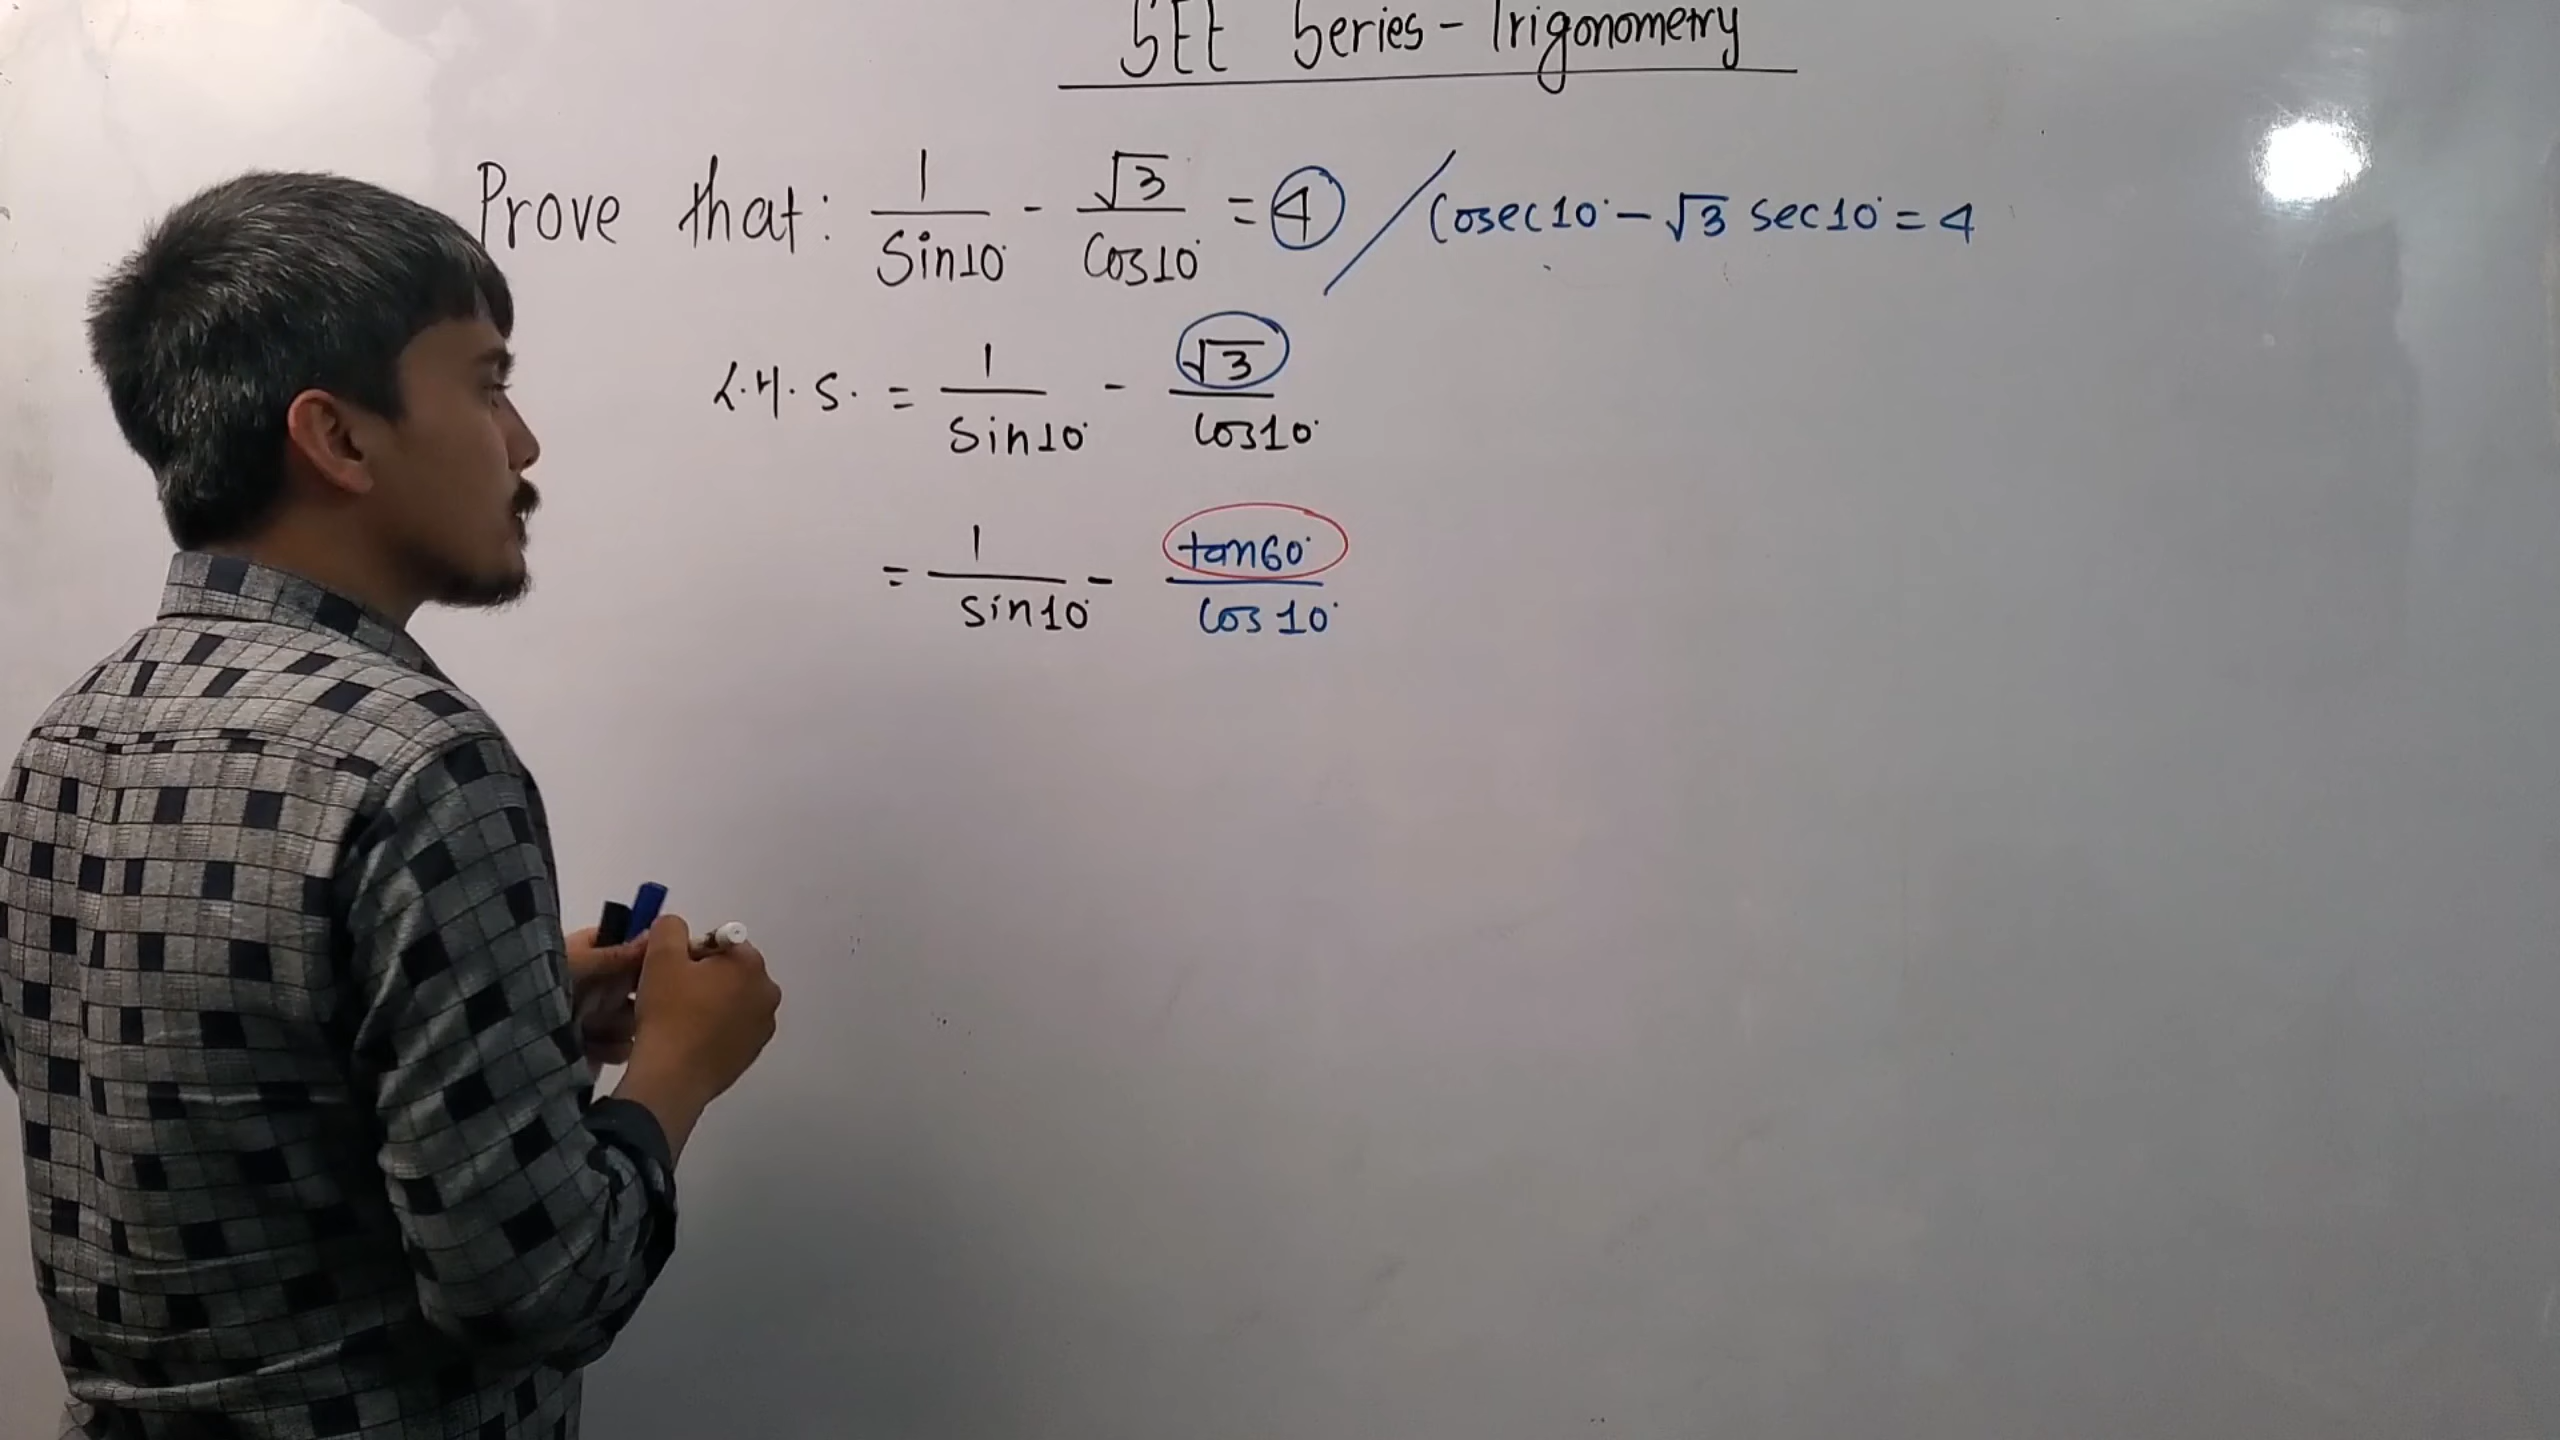 SEE Series - Trigonometry
Prove that: 1/Sin10° - √3/Cos10° = 4 / Cosec10° - √3 sec10° = 4
L.H.S. = 1/Sin10° - √3/Cos10°
= 1/Sin10° - tan60°/Cos10°